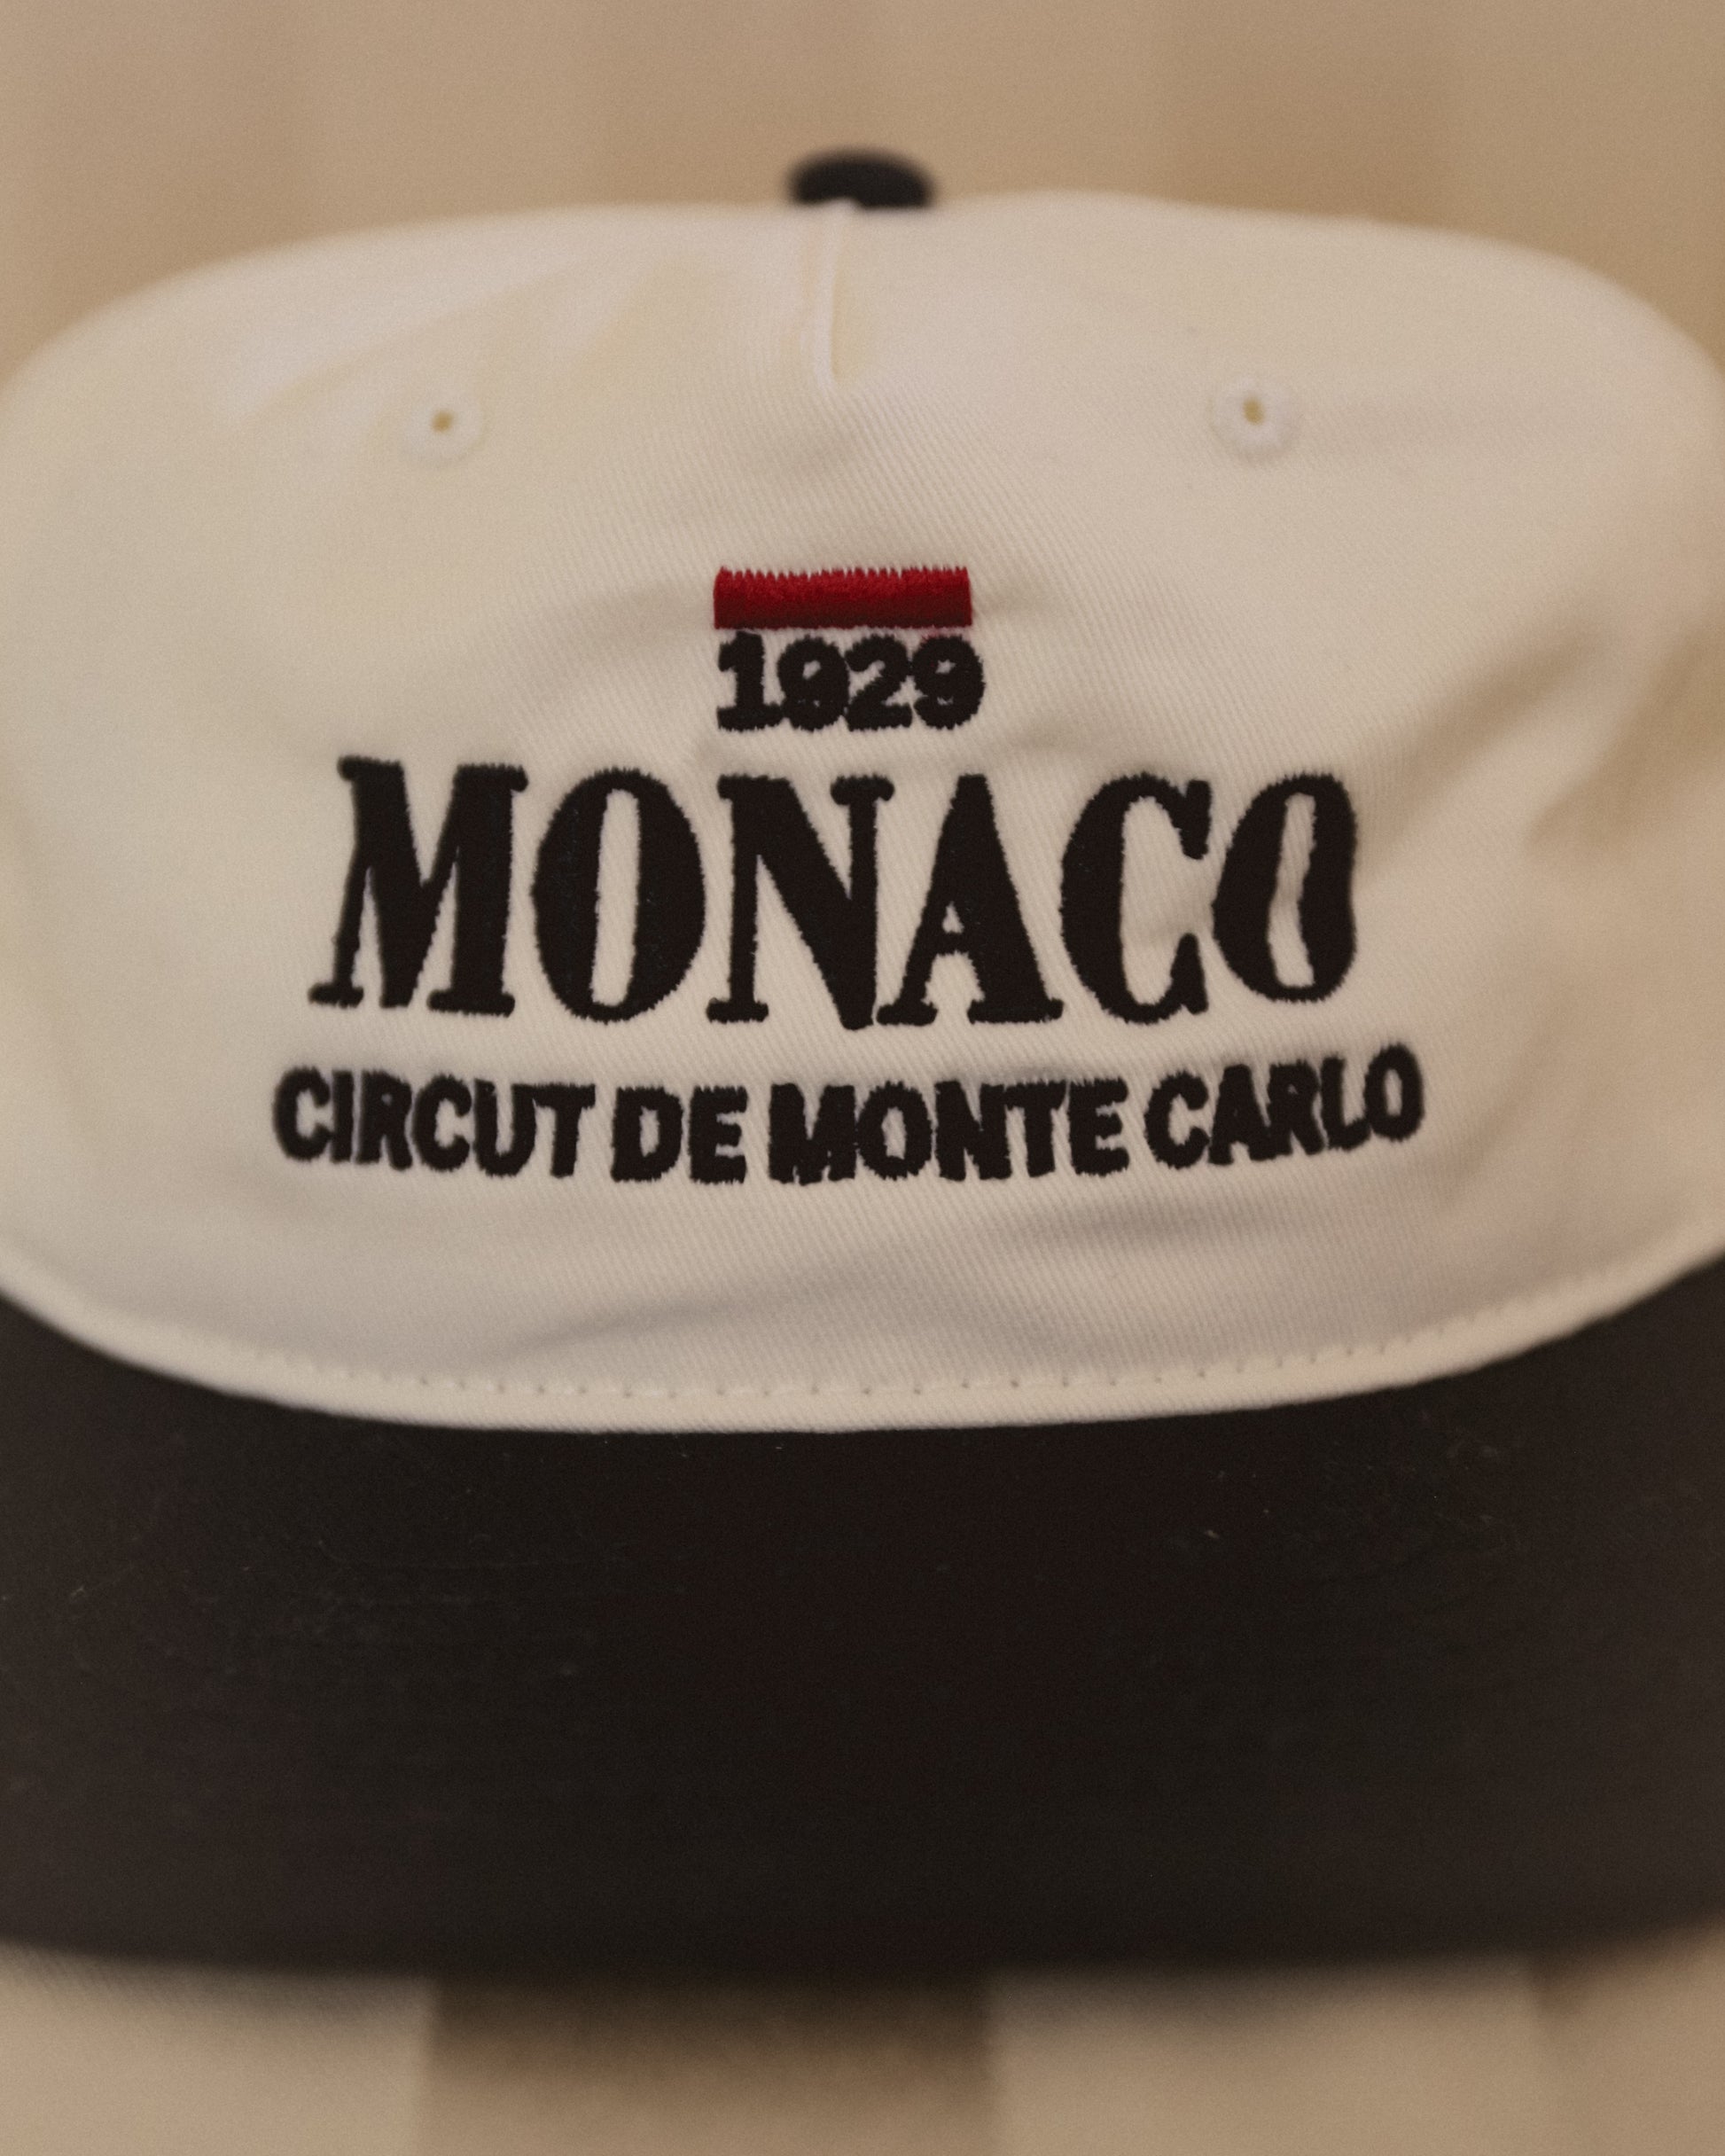 1929
MONACO
CIRCUT DE MONTE CARLO